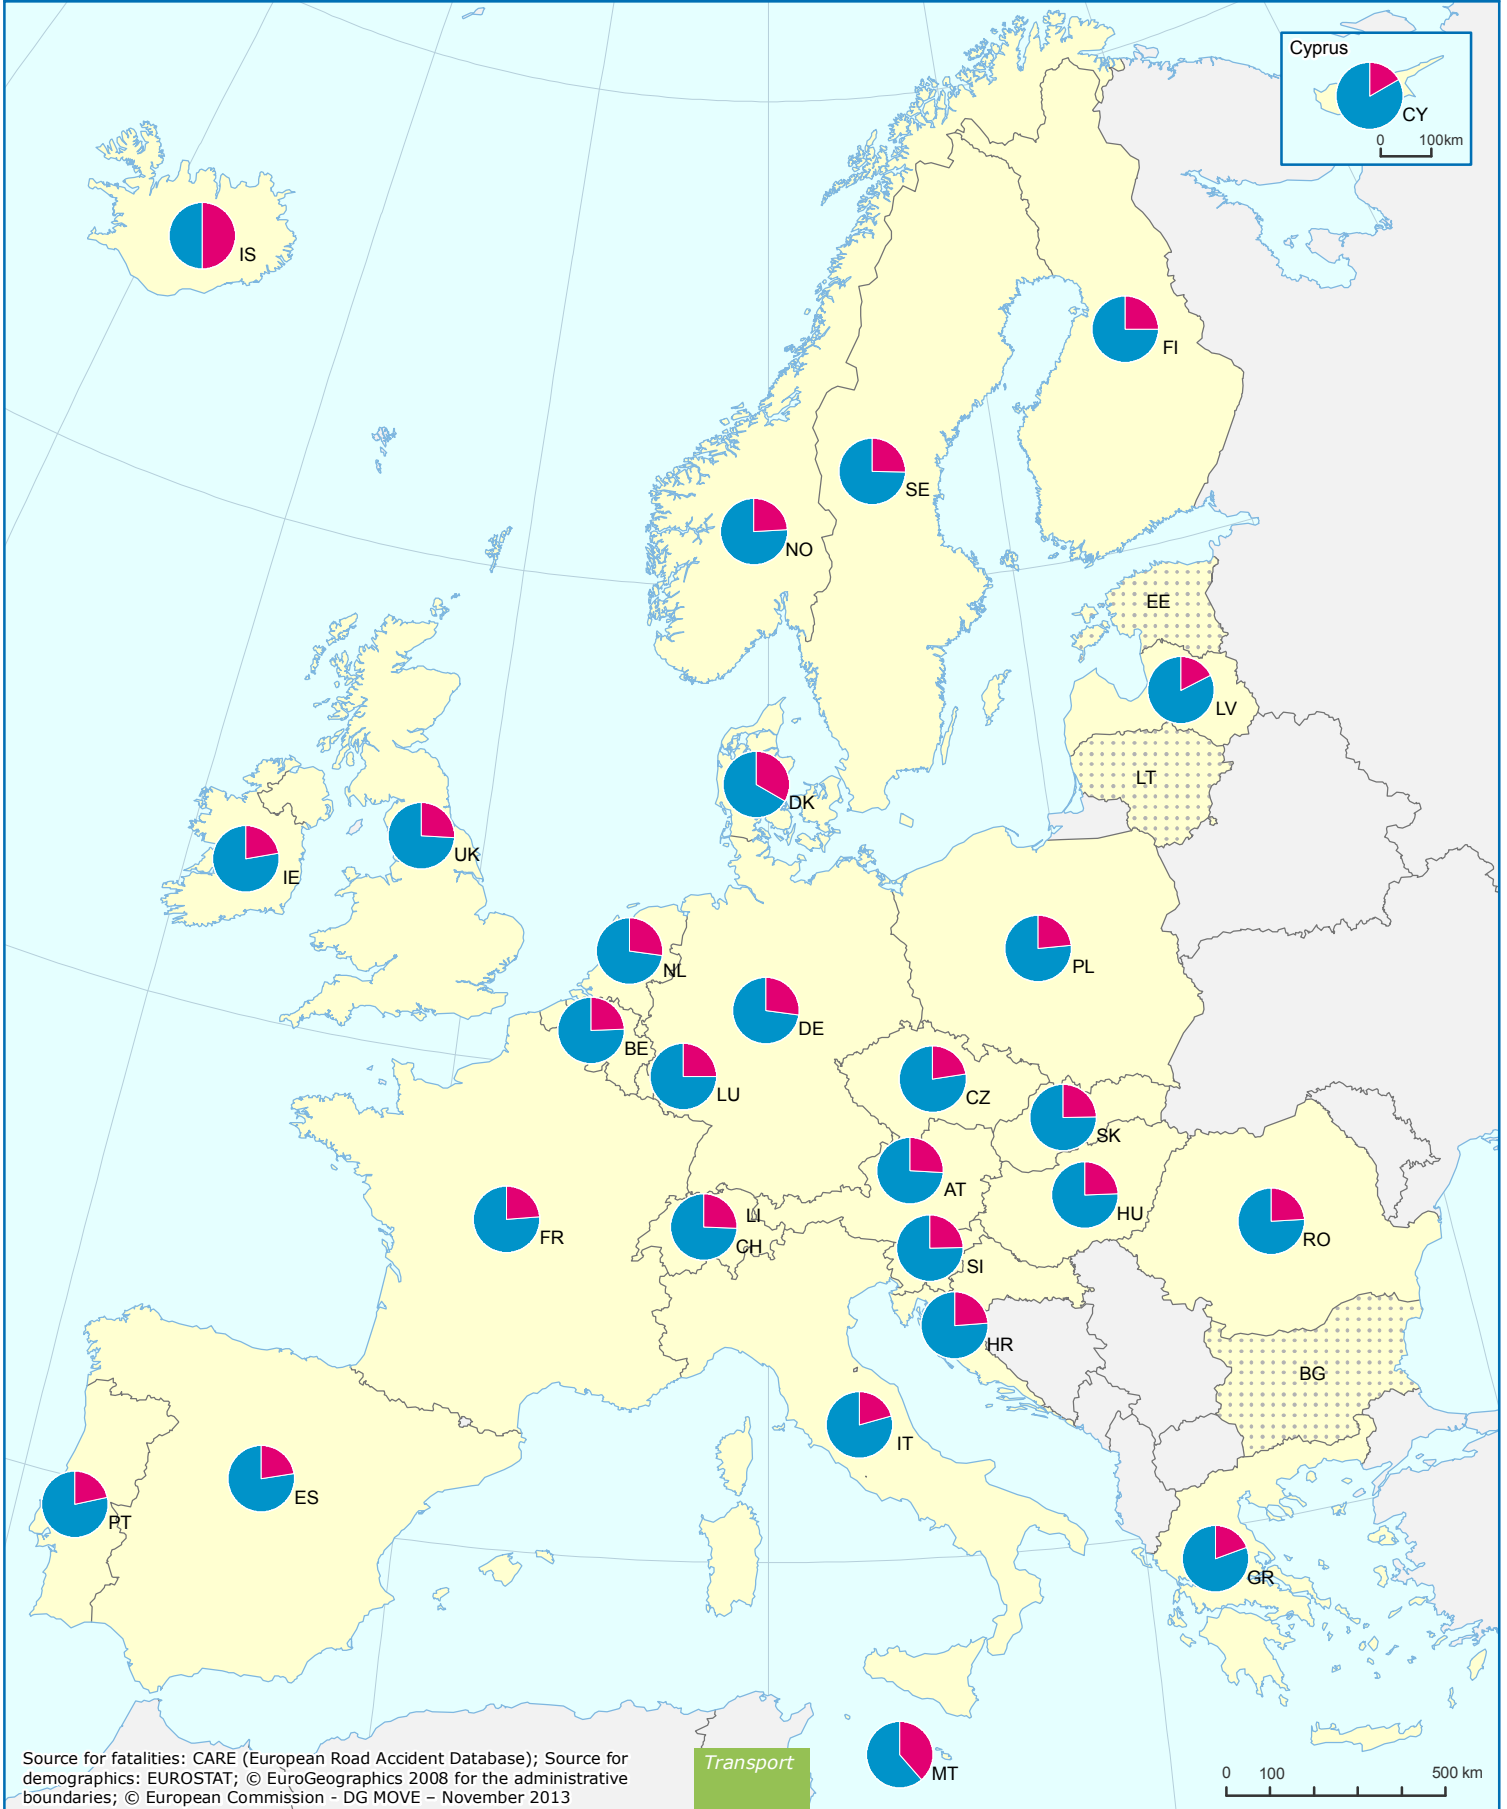 Cyprus
CY
0 100km
IS
FI
SE
NO
EE
LV
LT
DK
UK
IE
NL
PL
BE
DE
LU
CZ
SK
AT
LI
HU
FR
CH
RO
SI
HR
BG
IT
ES
PT
GR
MT
Source for fatalities: CARE (European Road Accident Database); Source for
demographics: EUROSTAT; © EuroGeographics 2008 for the administrative
boundaries; © European Commission - DG MOVE – November 2013
Transport
0 100 500 km